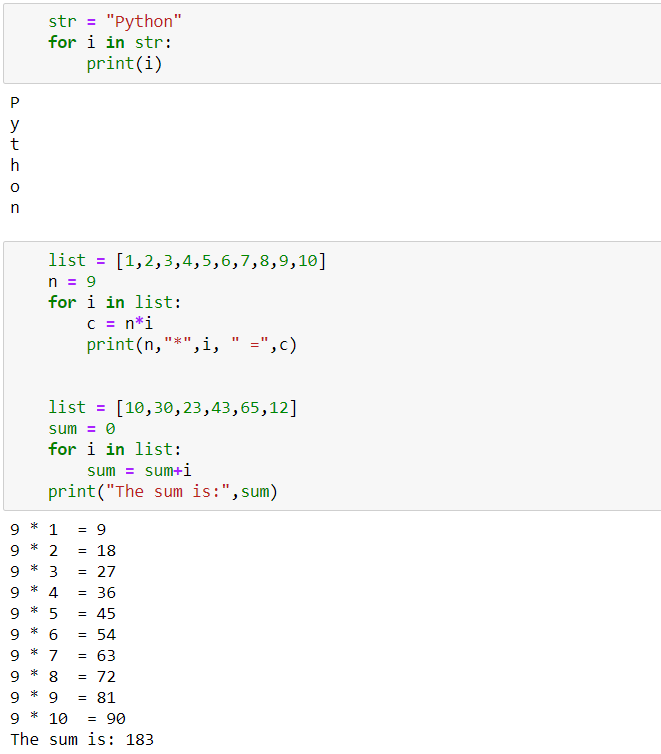 str = "Python"
for i in str:
    print(i)
P
y
t
h
o
n
list = [1,2,3,4,5,6,7,8,9,10]
n = 9
for i in list:
    c = n*i
    print(n,"*",i, " =",c)
list = [10,30,23,43,65,12]
sum = 0
for i in list:
    sum = sum+i
print("The sum is:",sum)
9 * 1  = 9
9 * 2  = 18
9 * 3  = 27
9 * 4  = 36
9 * 5  = 45
9 * 6  = 54
9 * 7  = 63
9 * 8  = 72
9 * 9  = 81
9 * 10  = 90
The sum is: 183